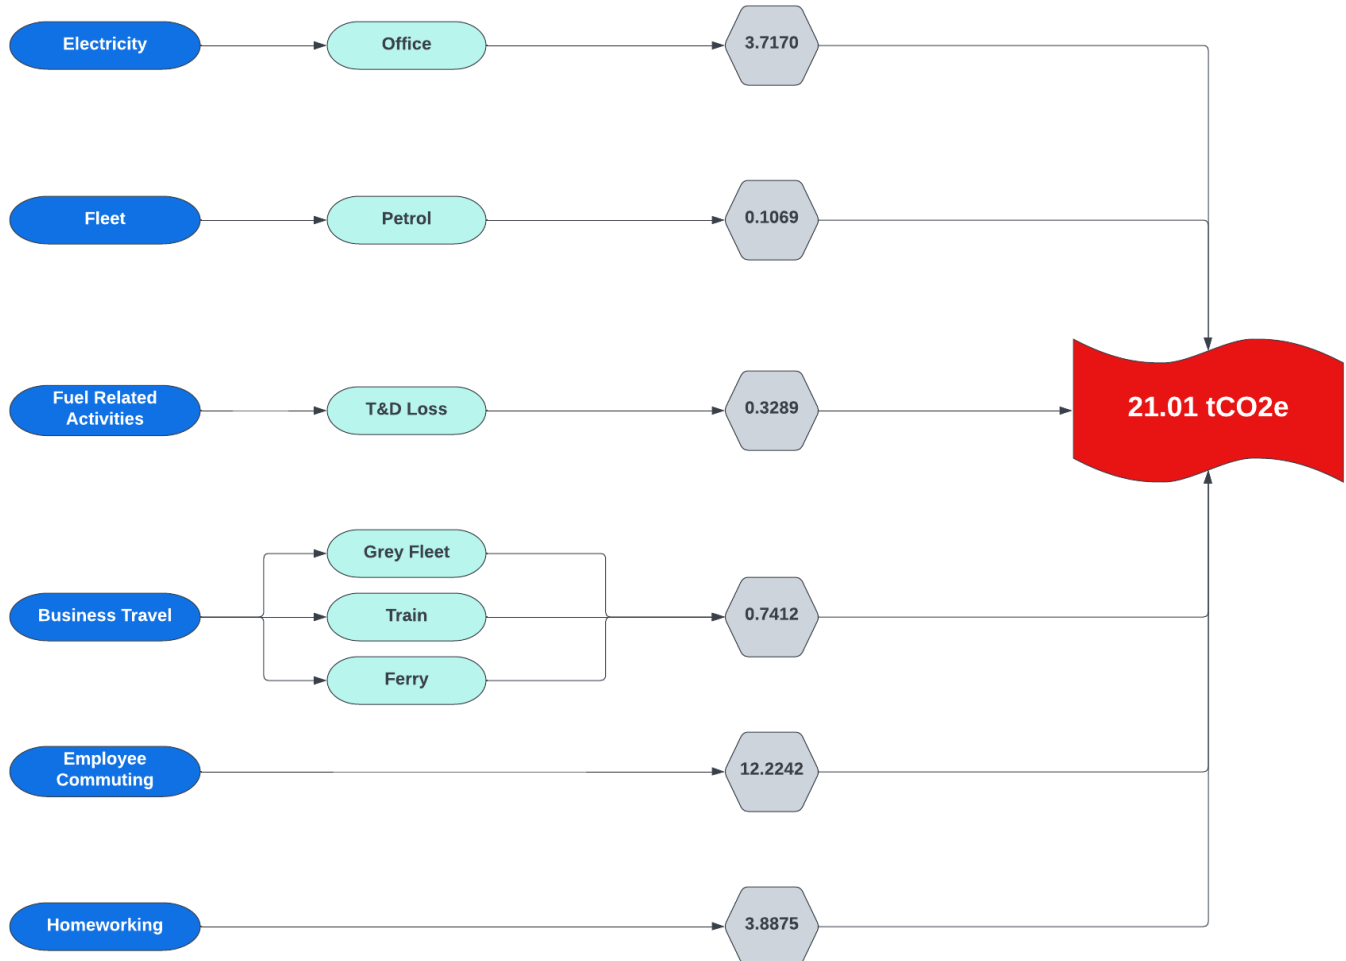 Electricity
Office
3.7170
Fleet
Petrol
0.1069
Fuel Related
Activities
T&D Loss
0.3289
21.01 tCO2e
Grey Fleet
Business Travel
Train
0.7412
Ferry
Employee
Commuting
12.2242
Homeworking
3.8875